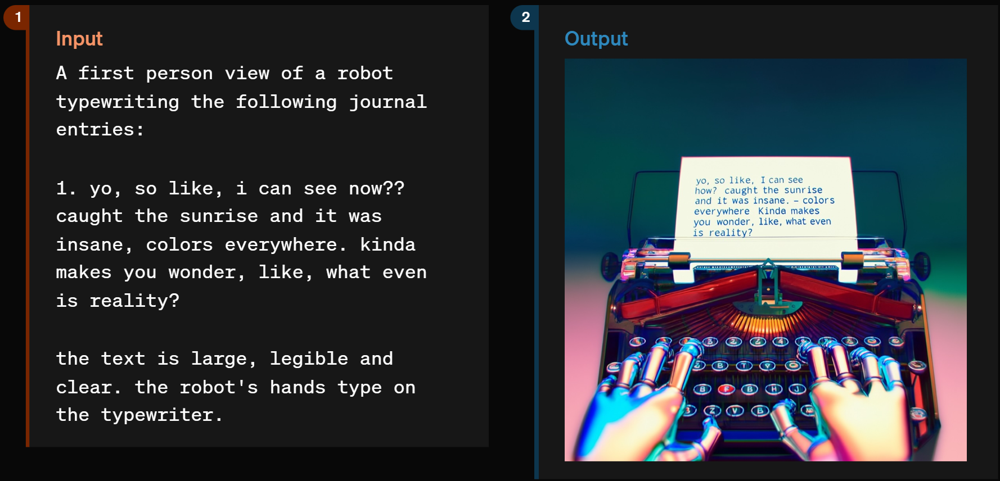 1
Input
A first person view of a robot
typewriting the following journal
entries:
1. yo, so like, i can see now??
caught the sunrise and it was
insane, colors everywhere. kinda
makes you wonder, like, what even
is reality?
the text is large, legible and
clear. the robot's hands type on
the typewriter.
2
Output
yo, so like, I can see
how? caught the sunrise
and it was insane. – colors
everywhere Kinda makes
you wonder, like, what even
is reality?
B T
B F B H J
Z V B